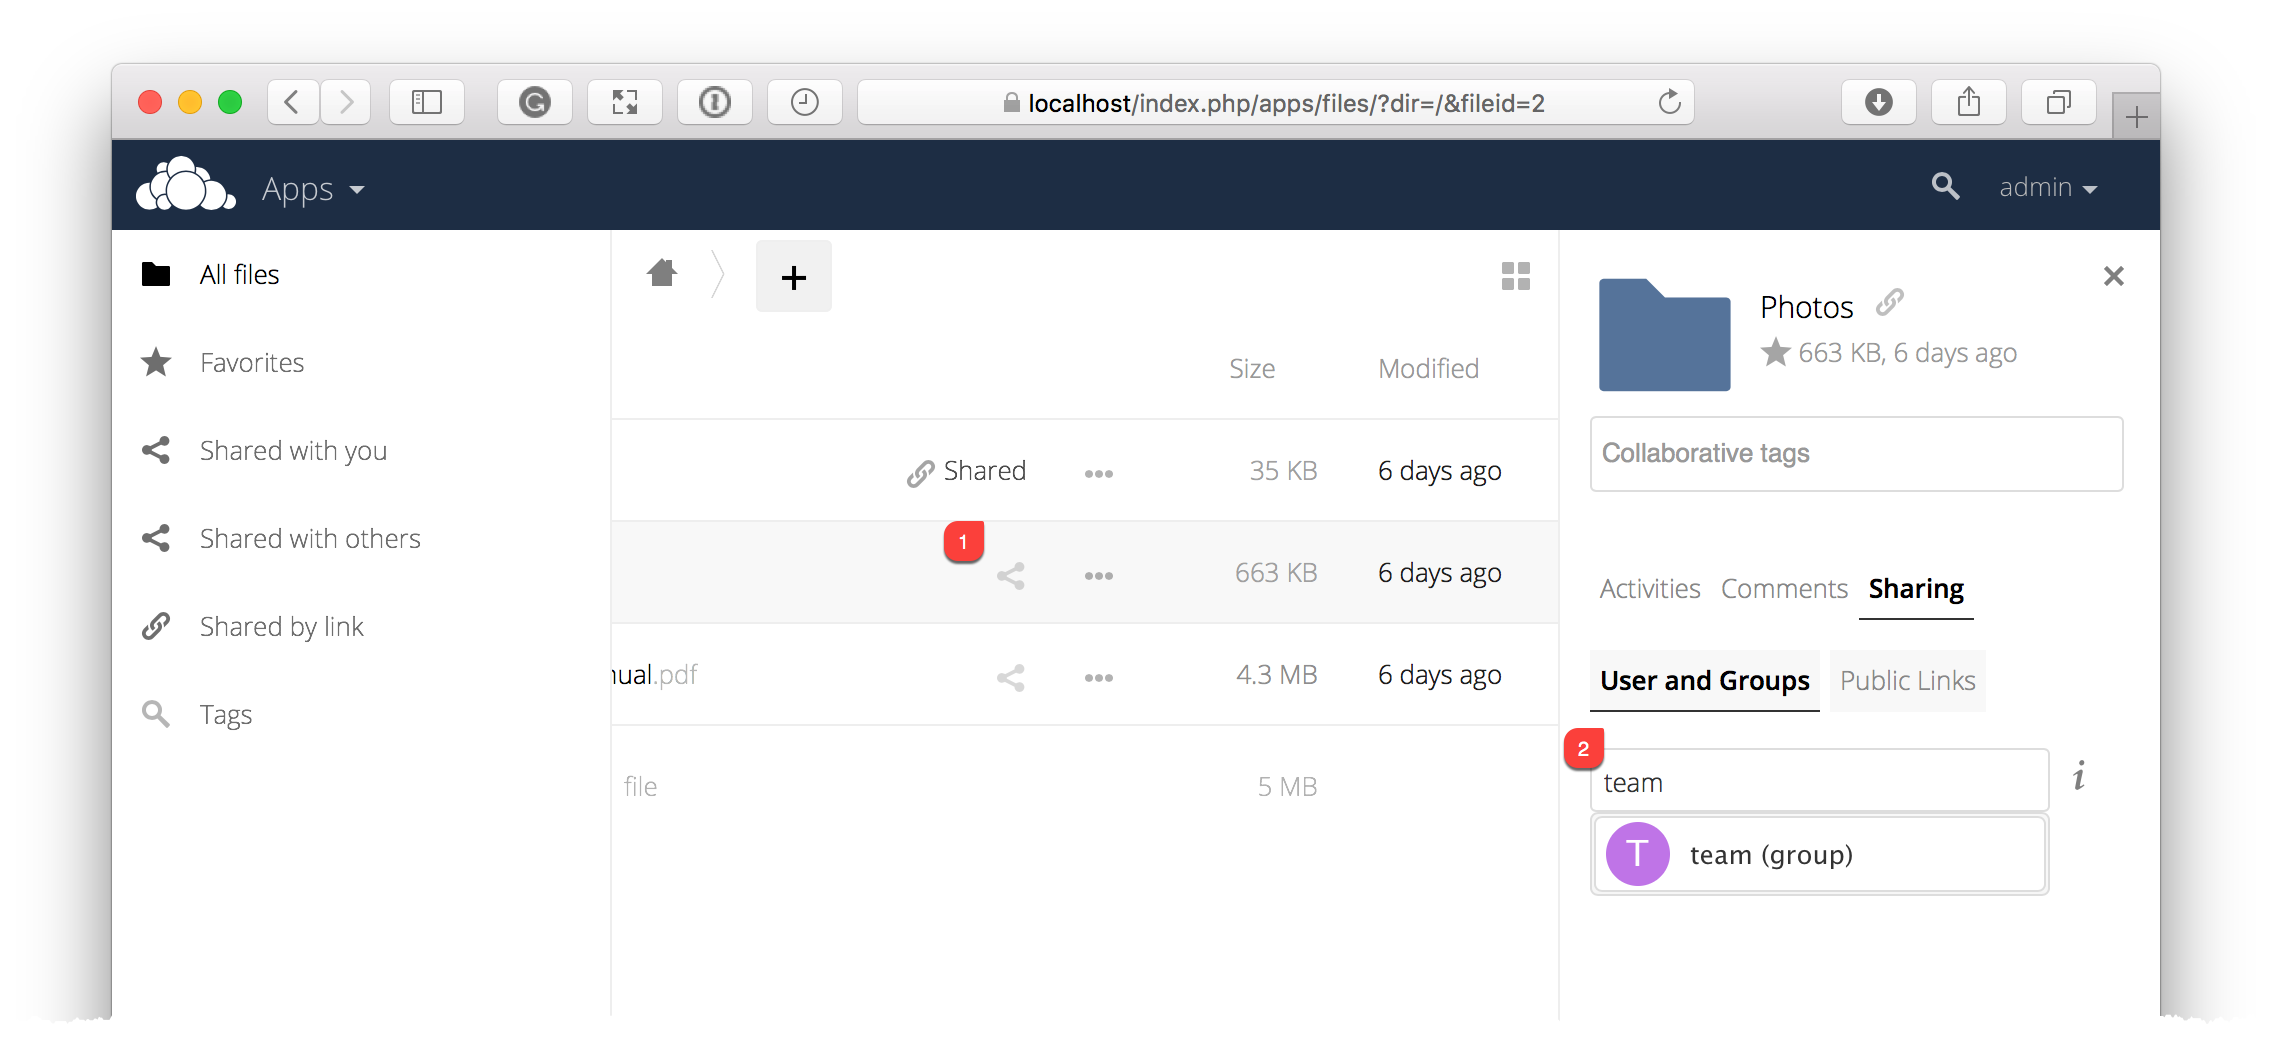 localhost/index.php/apps/files/?dir=/&fileid=2
Apps
admin
All files
Favorites
Shared with you
Shared with others
Shared by link
Tags
Size Modified
Shared 35 KB 6 days ago
1
663 KB 6 days ago
nual.pdf 4.3 MB 6 days ago
file 5 MB
Photos
663 KB, 6 days ago
Collaborative tags
Activities Comments Sharing
User and Groups Public Links
2
team
i
T team (group)